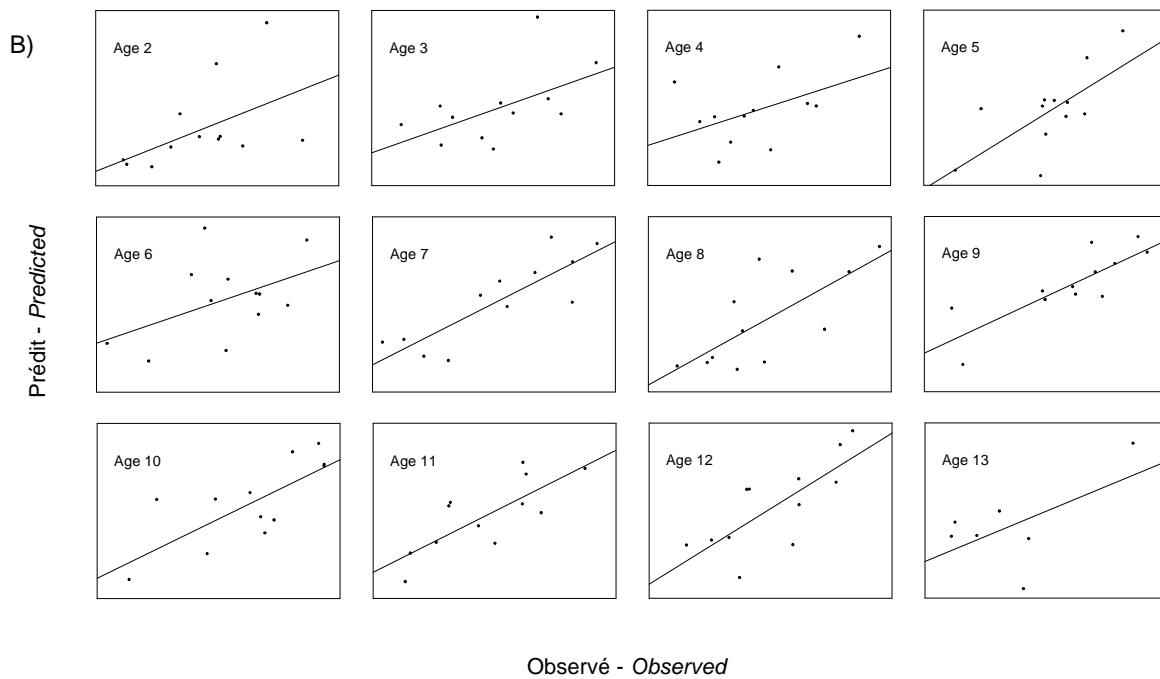 B)
Age 2
Age 3
Age 4
Age 5
Age 6
Age 7
Age 8
Age 9
Age 10
Age 11
Age 12
Age 13
Prédit - Predicted
Observé - Observed